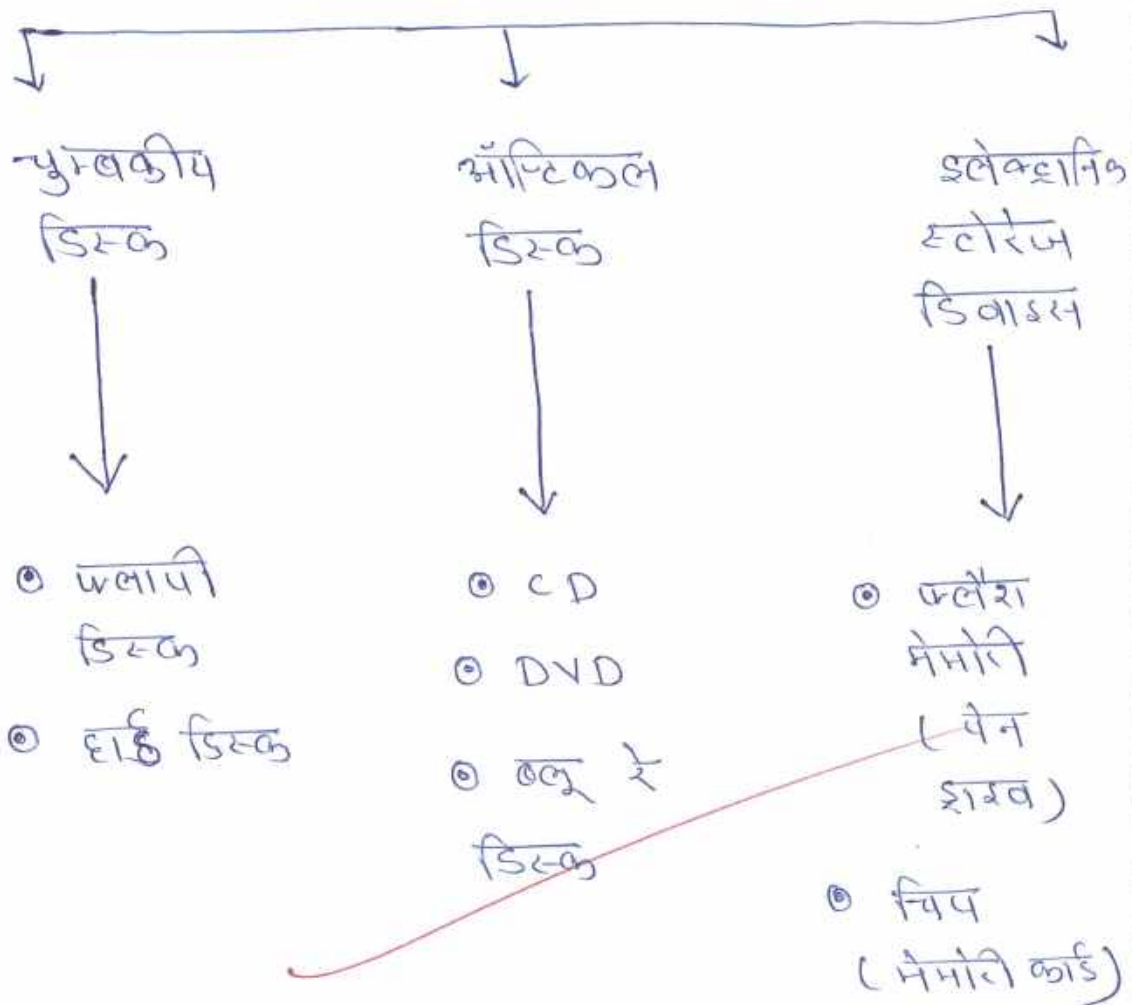 चुम्बकीय
डिस्क
ऑप्टिकल
डिस्क
इलेक्ट्रानिक
स्टोरेज
डिवाइस
⦿ फ्लापी
डिस्क
⦿ हार्ड डिस्क
⦿ CD
⦿ DVD
⦿ ब्लू रे
डिस्क
⦿ फ्लैश
मेमोरी
(पेन
ड्राइव)
⦿ चिप
(मेमोरी कार्ड)